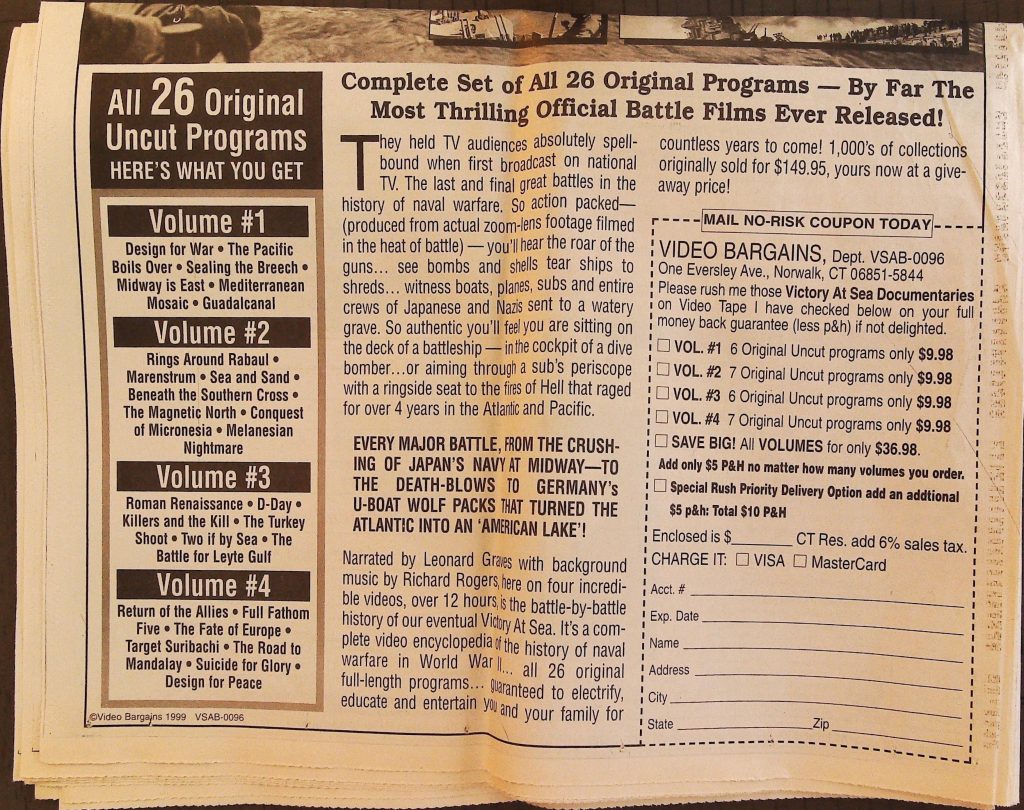 All 26 Original
Uncut Programs
HERE'S WHAT YOU GET
Volume #1
Design for War • The Pacific
Boils Over • Sealing the Breech •
Midway is East • Mediterranean
Mosaic • Guadalcanal
Volume #2
Rings Around Rabaul •
Marenstrum • Sea and Sand •
Beneath the Southern Cross •
The Magnetic North • Conquest
of Micronesia • Melanesian
Nightmare
Volume #3
Roman Renaissance • D-Day •
Killers and the Kill • The Turkey
Shoot • Two if by Sea • The
Battle for Leyte Gulf
Volume #4
Return of the Allies • Full Fathom
Five • The Fate of Europe •
Target Suribachi • The Road to
Mandalay • Suicide for Glory •
Design for Peace
©Video Bargains 1999 VSAB-0096
Complete Set of All 26 Original Programs — By Far The
Most Thrilling Official Battle Films Ever Released!
They held TV audiences absolutely spell-
bound when first broadcast on national
TV. The last and final great battles in the
history of naval warfare. So action packed—
(produced from actual zoom-lens footage filmed
in the heat of battle) — you'll hear the roar of the
guns... see bombs and shells tear ships to
shreds... witness boats, planes, subs and entire
crews of Japanese and Nazis sent to a watery
grave. So authentic you'll feel you are sitting on
the deck of a battleship — in the cockpit of a dive
bomber...or aiming through a sub's periscope
with a ringside seat to the fires of Hell that raged
for over 4 years in the Atlantic and Pacific.
EVERY MAJOR BATTLE, FROM THE CRUSH-
ING OF JAPAN'S NAVY AT MIDWAY—TO
THE DEATH-BLOWS TO GERMANY's
U-BOAT WOLF PACKS THAT TURNED THE
ATLANTIC INTO AN 'AMERICAN LAKE'!
Narrated by Leonard Graves with background
music by Richard Rogers, here on four incredi-
ble videos, over 12 hours, is the battle-by-battle
history of our eventual Victory At Sea. It's a com-
plete video encyclopedia of the history of naval
warfare in World War II... all 26 original
full-length programs... guaranteed to electrify,
educate and entertain you and your family for
countless years to come! 1,000's of collections
originally sold for $149.95, yours now at a give-
away price!
MAIL NO-RISK COUPON TODAY
VIDEO BARGAINS, Dept. VSAB-0096
One Eversley Ave., Norwalk, CT 06851-5844
Please rush me those Victory At Sea Documentaries
on Video Tape I have checked below on your full
money back guarantee (less p&h) if not delighted.
☐ VOL. #1 6 Original Uncut programs only $9.98
☐ VOL. #2 7 Original Uncut programs only $9.98
☐ VOL. #3 6 Original Uncut programs only $9.98
☐ VOL. #4 7 Original Uncut programs only $9.98
☐ SAVE BIG! All VOLUMES for only $36.98.
Add only $5 P&H no matter how many volumes you order.
☐ Special Rush Priority Delivery Option add an addtional
$5 p&h: Total $10 P&H
Enclosed is $________ CT Res. add 6% sales tax.
CHARGE IT: ☐ VISA ☐ MasterCard
Acct. #
Exp. Date
Name
Address
City
State Zip